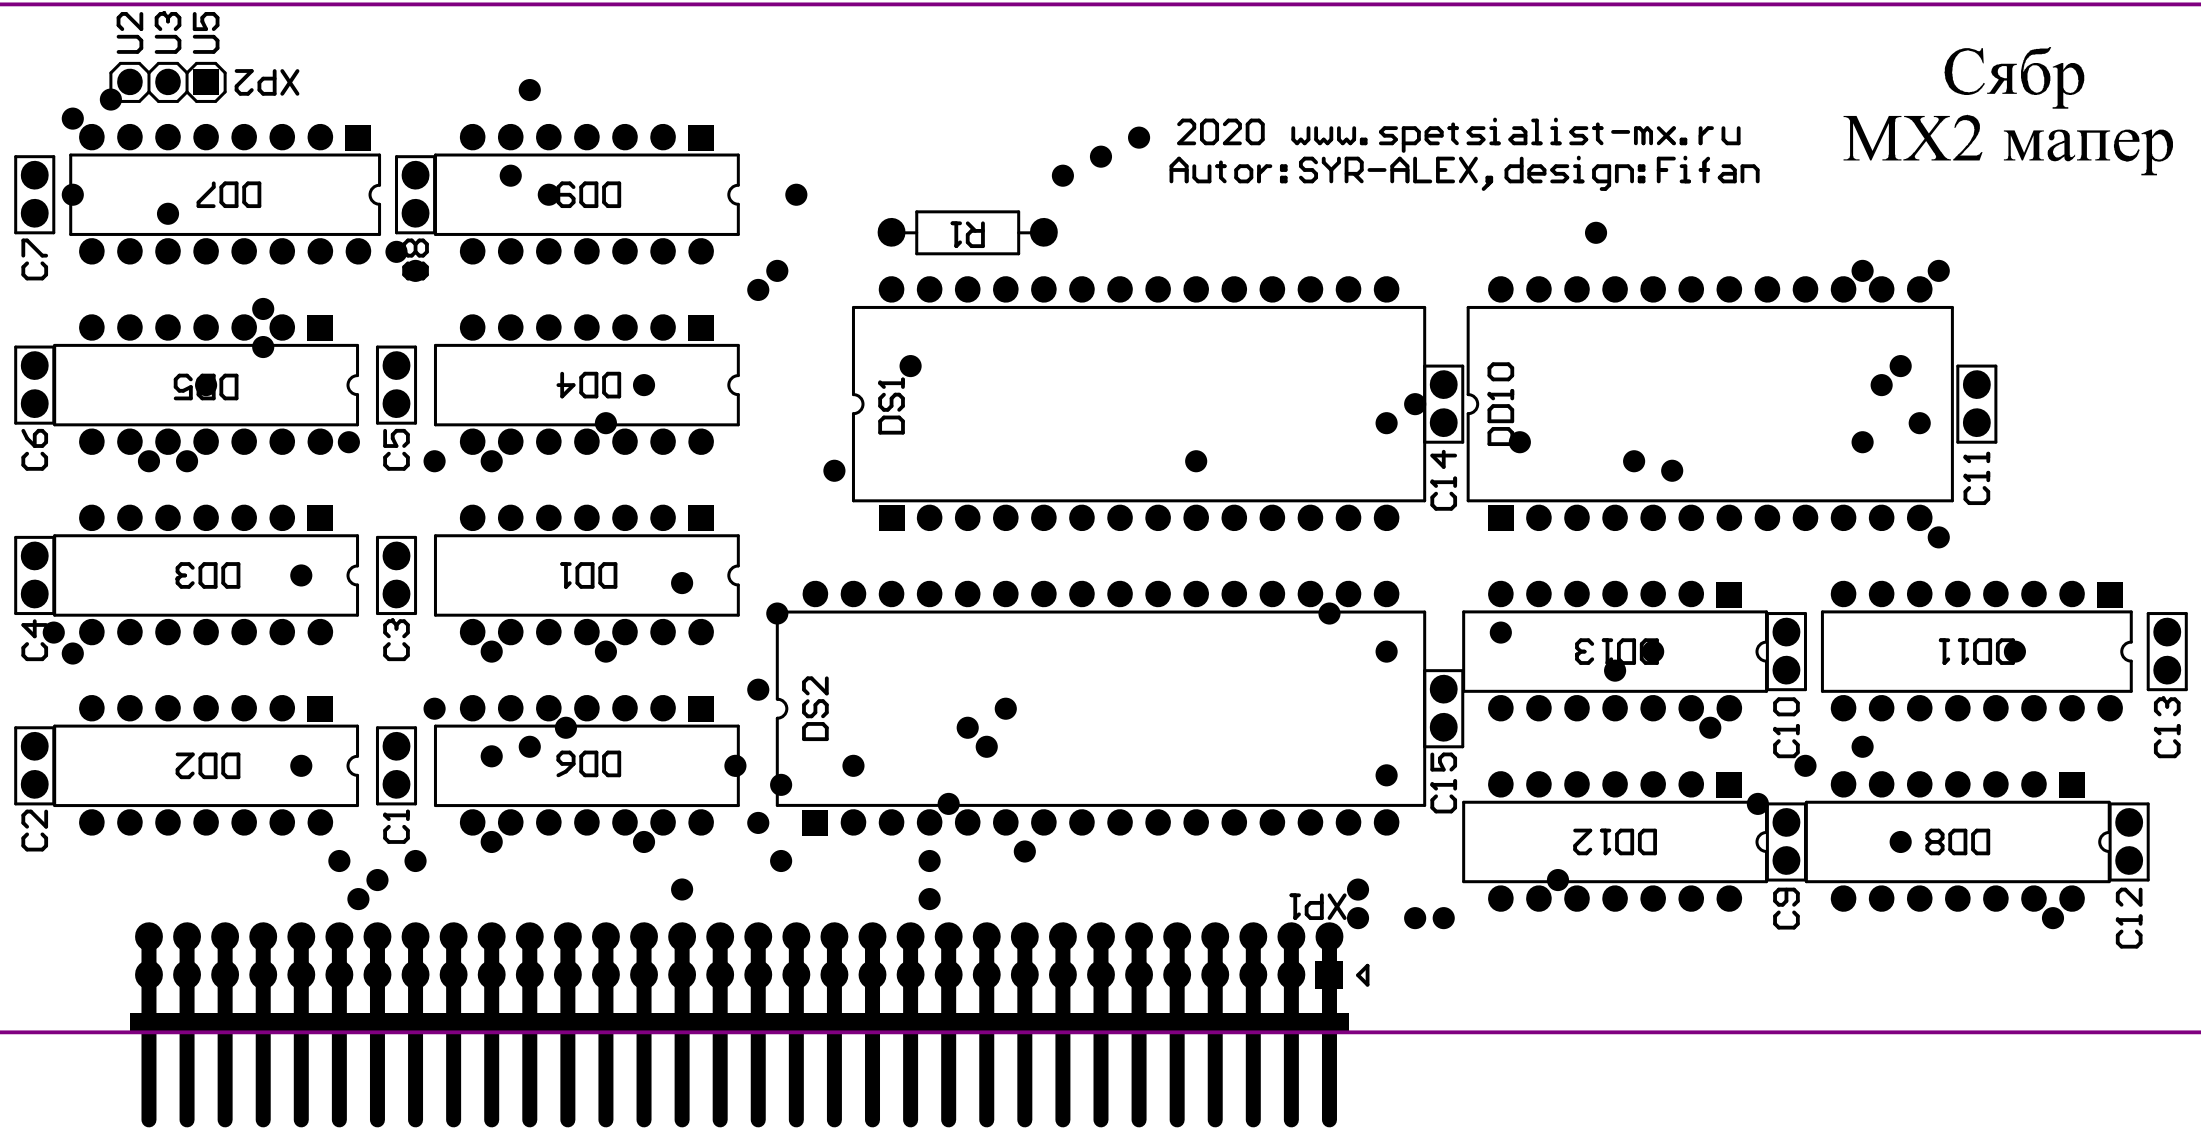 U2
U3
U5
XP2
Сябр
МХ2 мапер
2020 www.spetsialist-mx.ru
Autor:SYR-ALEX,design:Fifan
C7
DD7
C8
DD9
R1
C6
DD5
C5
DD4
DS1
C14
DD10
C11
C4
DD3
C3
DD1
DS2
C15
DD13
C10
DD11
C13
C2
DD2
C1
DD6
DD12
C9
DD8
C12
XP1